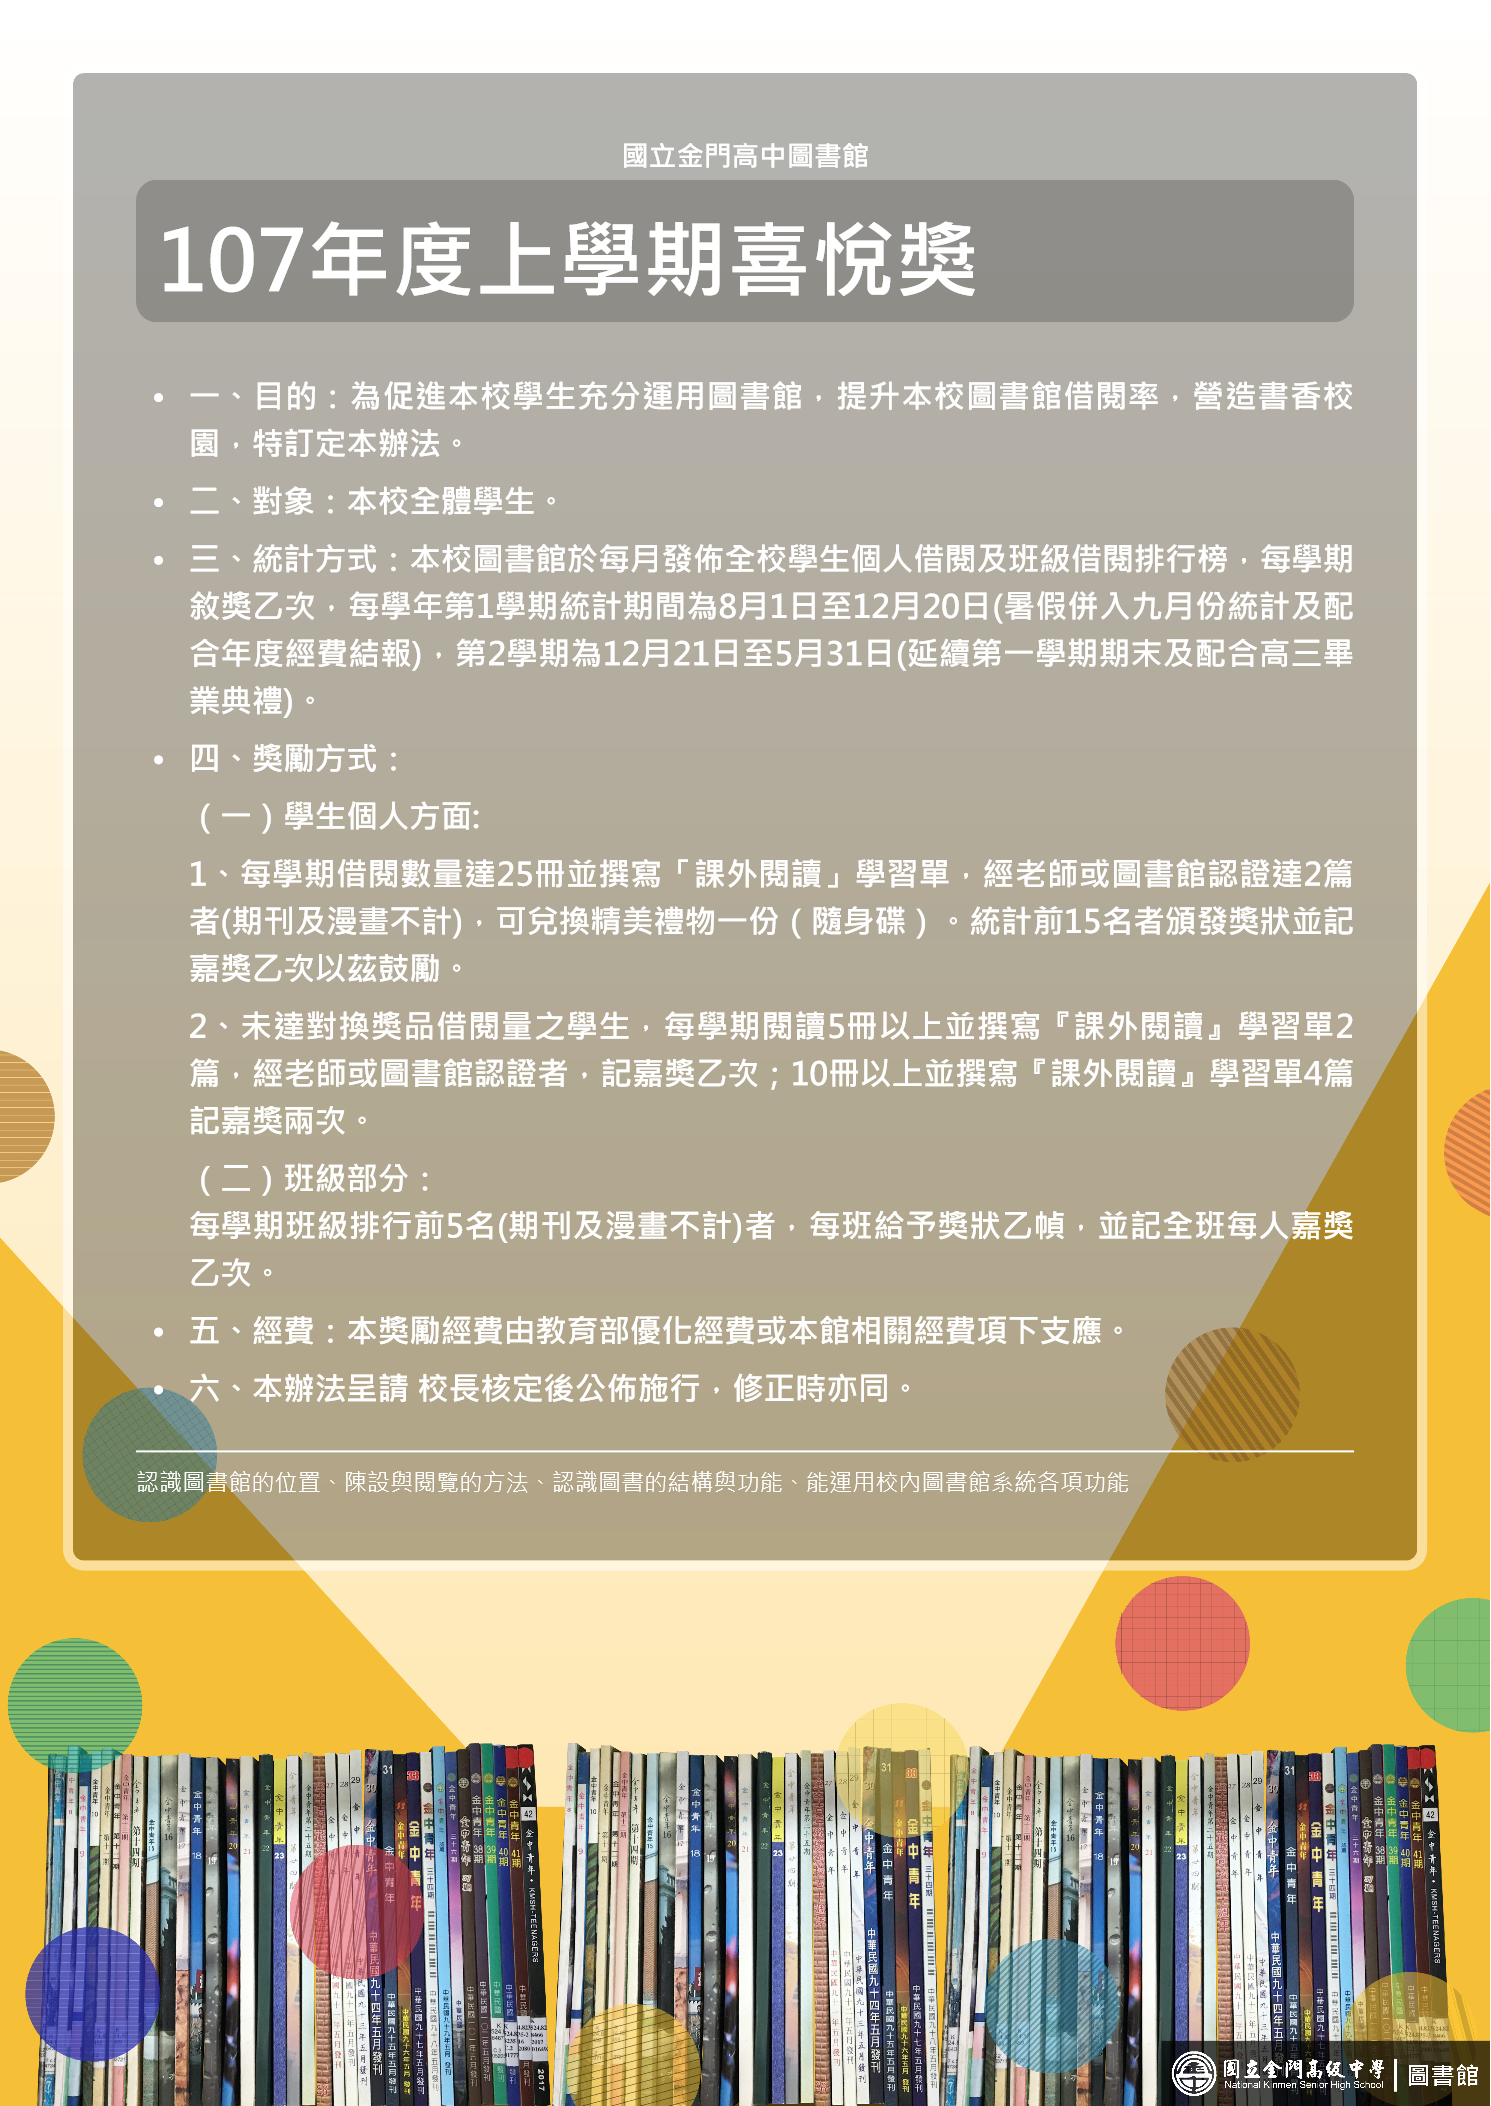 國立金門高中圖書館
107年度上學期喜悅獎
• 一、目的：為促進本校學生充分運用圖書館，提升本校圖書館借閱率，營造書香校
園，特訂定本辦法。
• 二、對象：本校全體學生。
• 三、統計方式：本校圖書館於每月發佈全校學生個人借閱及班級借閱排行榜，每學期
敘獎乙次，每學年第1學期統計期間為8月1日至12月20日(暑假併入九月份統計及配
合年度經費結報)，第2學期為12月21日至5月31日(延續第一學期期末及配合高三畢
業典禮)。
• 四、獎勵方式：
（一）學生個人方面:
1、每學期借閱數量達25冊並撰寫「課外閱讀」學習單，經老師或圖書館認證達2篇
者(期刊及漫畫不計)，可兌換精美禮物一份（隨身碟）。統計前15名者頒發獎狀並記
嘉獎乙次以茲鼓勵。
2、未達對換獎品借閱量之學生，每學期閱讀5冊以上並撰寫『課外閱讀』學習單2
篇，經老師或圖書館認證者，記嘉獎乙次；10冊以上並撰寫『課外閱讀』學習單4篇
記嘉獎兩次。
（二）班級部分：
每學期班級排行前5名(期刊及漫畫不計)者，每班給予獎狀乙幀，並記全班每人嘉獎
乙次。
• 五、經費：本獎勵經費由教育部優化經費或本館相關經費項下支應。
• 六、本辦法呈請 校長核定後公佈施行，修正時亦同。
認識圖書館的位置、陳設與閱覽的方法、認識圖書的結構與功能、能運用校內圖書館系統各項功能
國立金門高級中學
National Kinmen Senior High School
圖書館